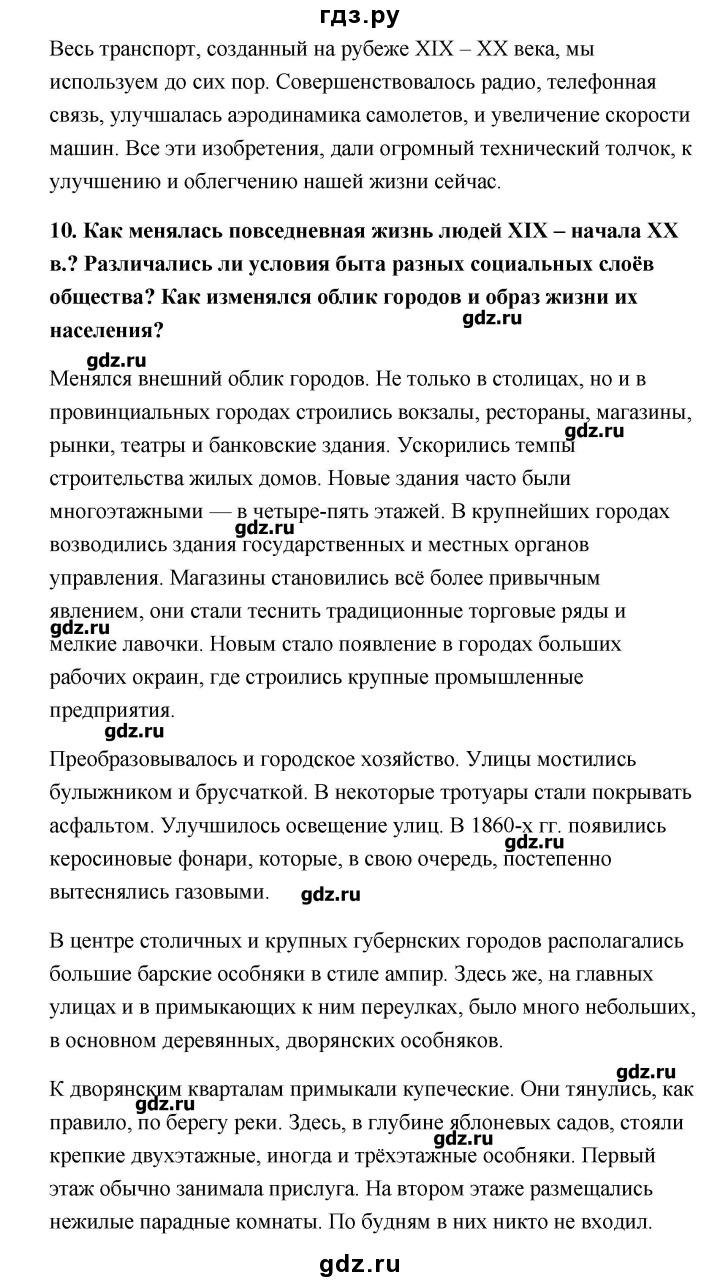 гдз.ру
Весь транспорт, созданный на рубеже XIX – XX века, мы
используем до сих пор. Совершенствовалось радио, телефонная
связь, улучшалась аэродинамика самолетов, и увеличение скорости
машин. Все эти изобретения, дали огромный технический толчок, к
улучшению и облегчению нашей жизни сейчас.
10. Как менялась повседневная жизнь людей XIX – начала XX
в.? Различались ли условия быта разных социальных слоёв
общества? Как изменялся облик городов и образ жизни их
населения?
gdz.ru
gdz.ru
Менялся внешний облик городов. Не только в столицах, но и в
провинциальных городах строились вокзалы, рестораны, магазины,
gdz.ru
рынки, театры и банковские здания. Ускорились темпы
строительства жилых домов. Новые здания часто были
многоэтажными — в четыре-пять этажей. В крупнейших городах
gdz.ru
возводились здания государственных и местных органов
управления. Магазины становились всё более привычным
явлением, они стали теснить традиционные торговые ряды и
gdz.ru
мелкие лавочки. Новым стало появление в городах больших
рабочих окраин, где строились крупные промышленные
предприятия.
gdz.ru
Преобразовывалось и городское хозяйство. Улицы мостились
булыжником и брусчаткой. В некоторые тротуары стали покрывать
асфальтом. Улучшилось освещение улиц. В 1860-х гг. появились
gdz.ru
керосиновые фонари, которые, в свою очередь, постепенно
вытеснялись газовыми.
gdz.ru
В центре столичных и крупных губернских городов располагались
большие барские особняки в стиле ампир. Здесь же, на главных
улицах и в примыкающих к ним переулках, было много небольших,
в основном деревянных, дворянских особняков.
gdz.ru
К дворянским кварталам примыкали купеческие. Они тянулись, как
gdz.ru
правило, по берегу реки. Здесь, в глубине яблоневых садов, стояли
gdz.ru
крепкие двухэтажные, иногда и трёхэтажные особняки. Первый
этаж обычно занимала прислуга. На втором этаже размещались
нежилые парадные комнаты. По будням в них никто не входил.
gdz.ru